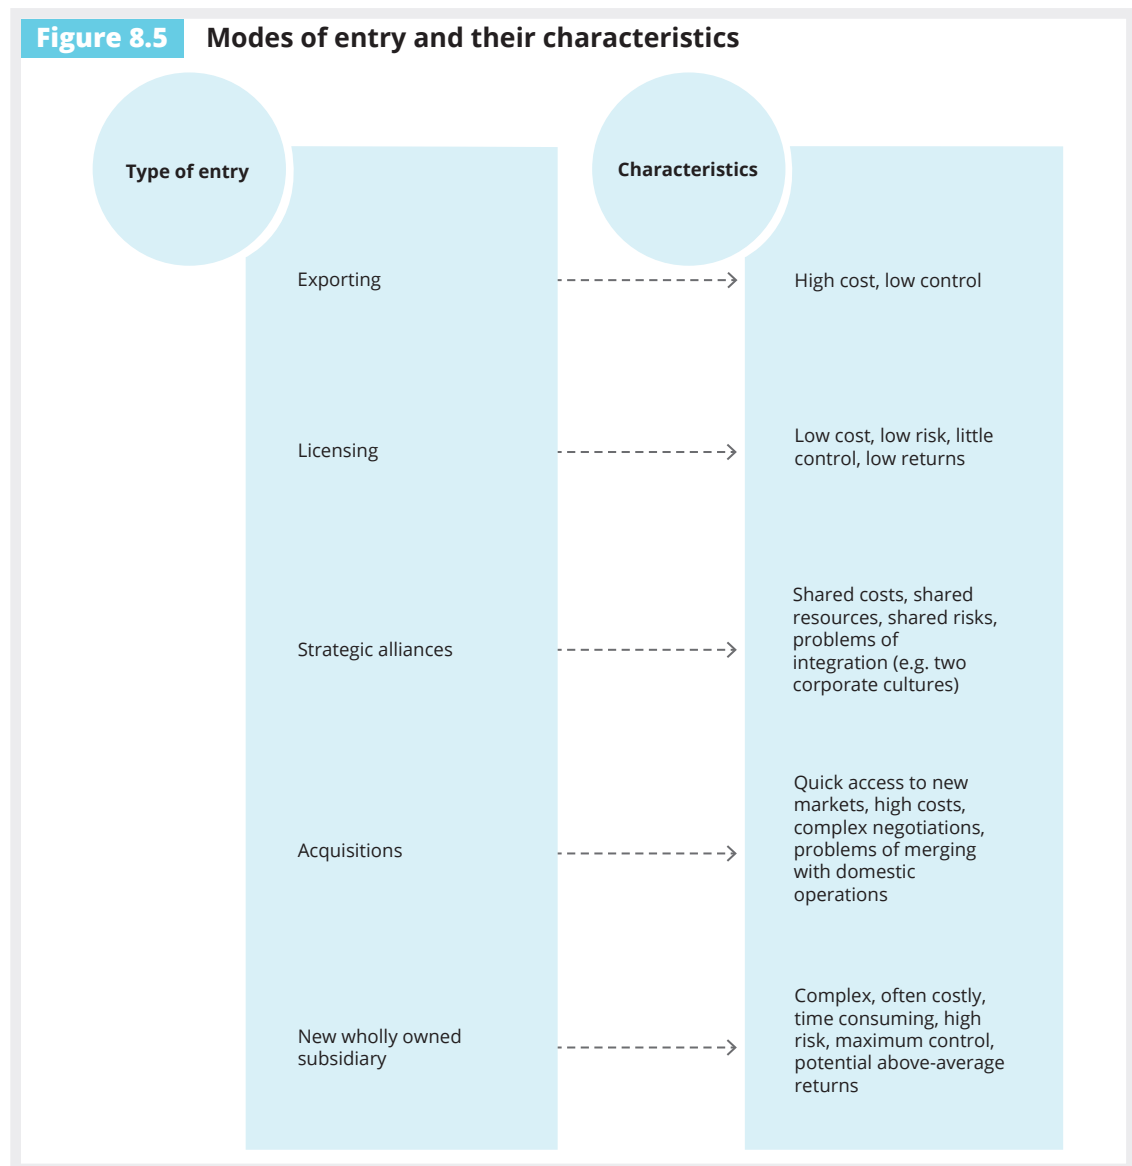 Figure 8.5 Modes of entry and their characteristics
Type of entry
Characteristics
Exporting
High cost, low control
Licensing
Low cost, low risk, little
control, low returns
Strategic alliances
Shared costs, shared
resources, shared risks,
problems of
integration (e.g. two
corporate cultures)
Acquisitions
Quick access to new
markets, high costs,
complex negotiations,
problems of merging
with domestic
operations
New wholly owned
subsidiary
Complex, often costly,
time consuming, high
risk, maximum control,
potential above-average
returns